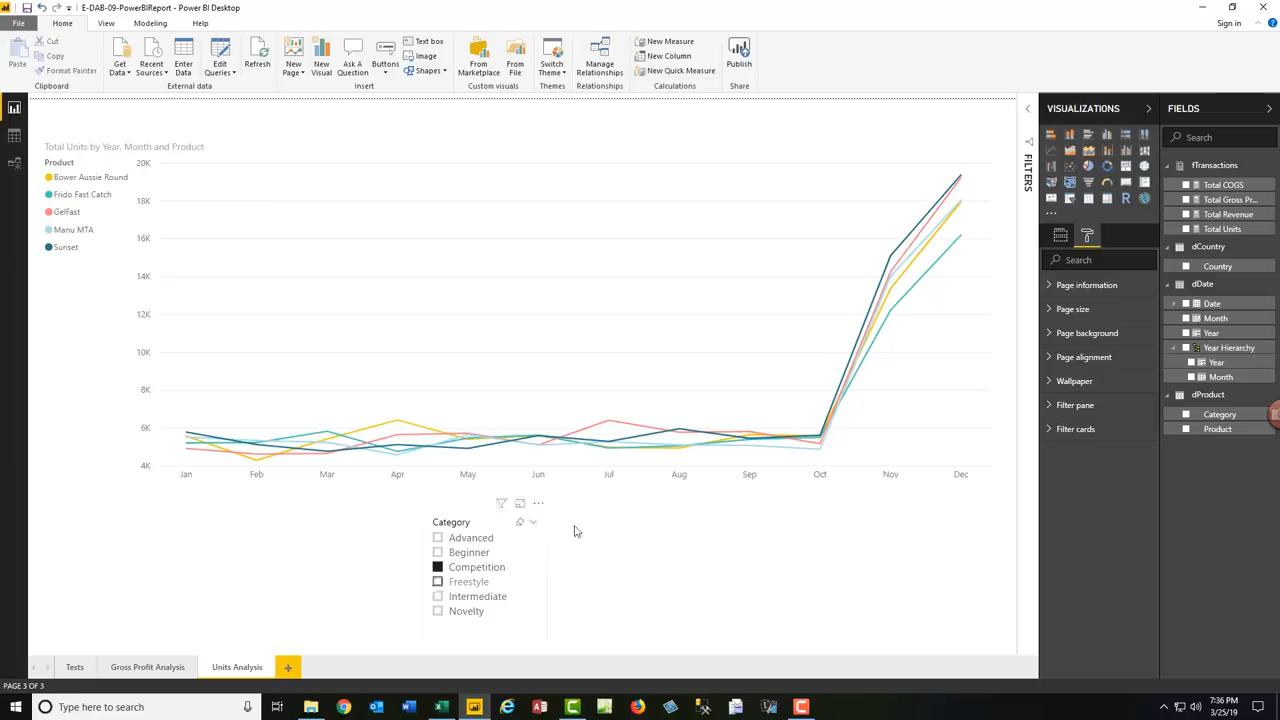 E-DAB-09-PowerBIReport - Power BI Desktop
File Home View Modeling Help
Sign in
Paste
Cut
Copy
Format Painter
Get Data
Recent Sources
Enter Data
Edit Queries
Refresh
New Page
New Visual
Ask A Question
Buttons
Text box
Image
Shapes
From Marketplace
From File
Switch Theme
Manage Relationships
New Measure
New Column
New Quick Measure
Publish
Clipboard External data Insert Custom visuals Themes Relationships Calculations Share
Total Units by Year, Month and Product
Product
Bower Aussie Round
Frido Fast Catch
GelFast
Manu MTA
Sunset
20K
18K
16K
14K
12K
10K
8K
6K
4K
Jan Feb Mar Apr May Jun Jul Aug Sep Oct Nov Dec
Category
Advanced
Beginner
Competition
Freestyle
Intermediate
Novelty
FILTERS
VISUALIZATIONS
R
Search
Page information
Page size
Page background
Page alignment
Wallpaper
Filter pane
Filter cards
FIELDS
Search
fTransactions
Total COGS
Total Gross Pr...
Total Revenue
Total Units
dCountry
Country
dDate
Date
Month
Year
Year Hierarchy
Year
Month
dProduct
Category
Product
Tests Gross Profit Analysis Units Analysis
PAGE 3 OF 3
Type here to search
7:36 PM
3/25/19